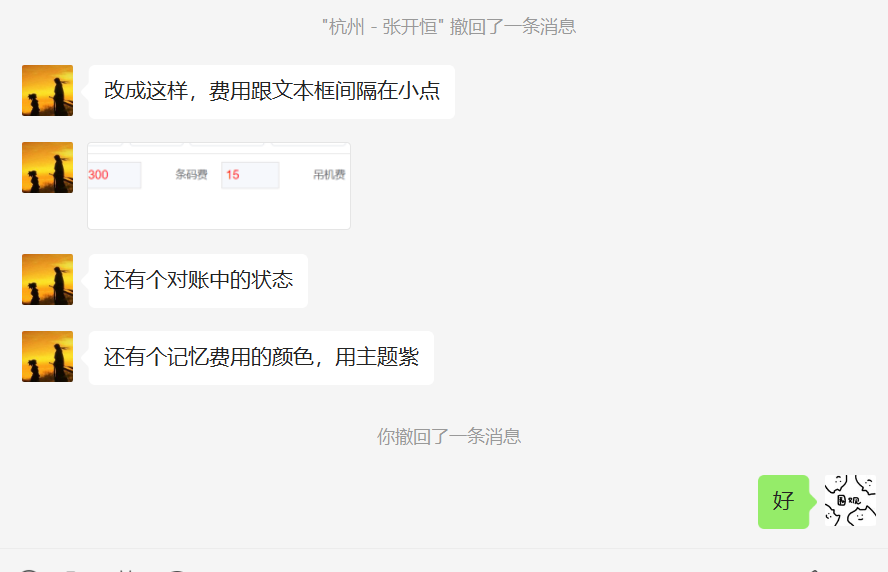 "杭州 - 张开恒" 撤回了一条消息
改成这样，费用跟文本框间隔在小点
300 条码费 15 吊机费
还有个对账中的状态
还有个记忆费用的颜色，用主题紫
你撤回了一条消息
好
围观